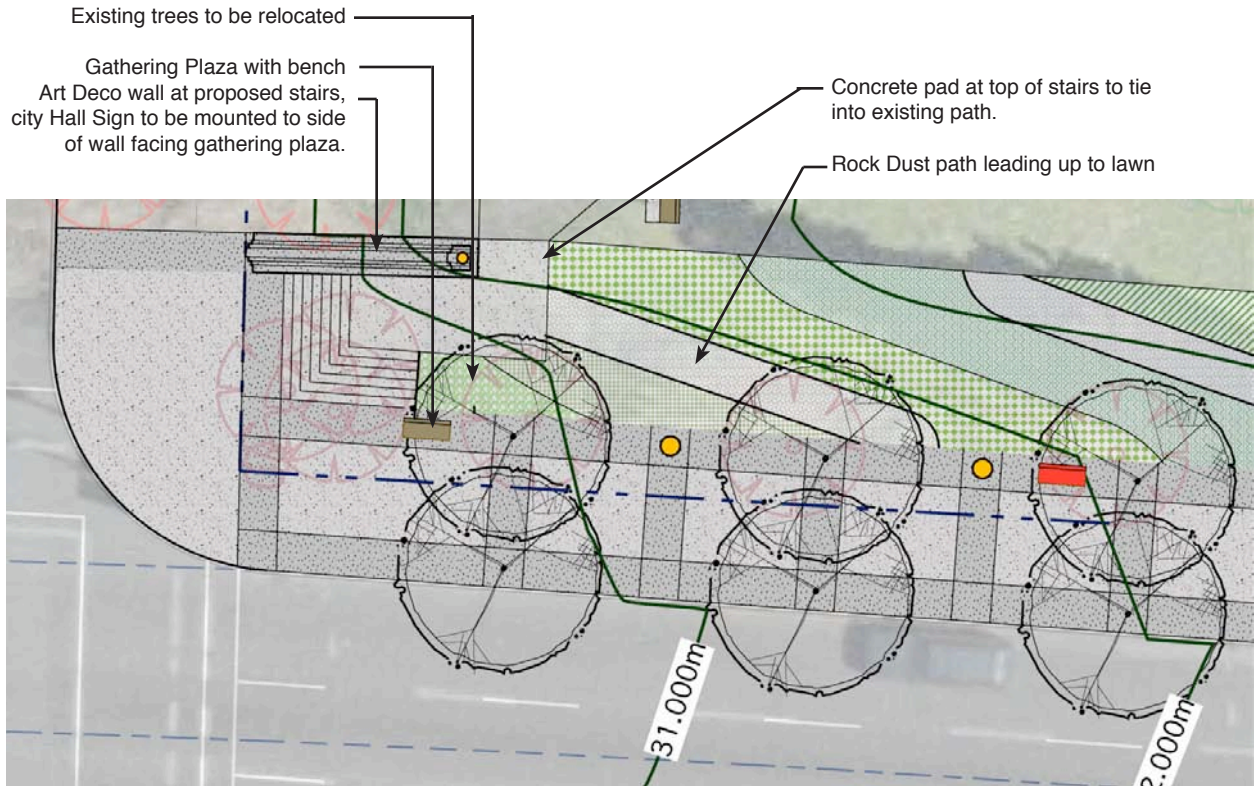 Existing trees to be relocated
Gathering Plaza with bench
Art Deco wall at proposed stairs,
city Hall Sign to be mounted to side
of wall facing gathering plaza.
Concrete pad at top of stairs to tie
into existing path.
Rock Dust path leading up to lawn
31.000m
2.000m